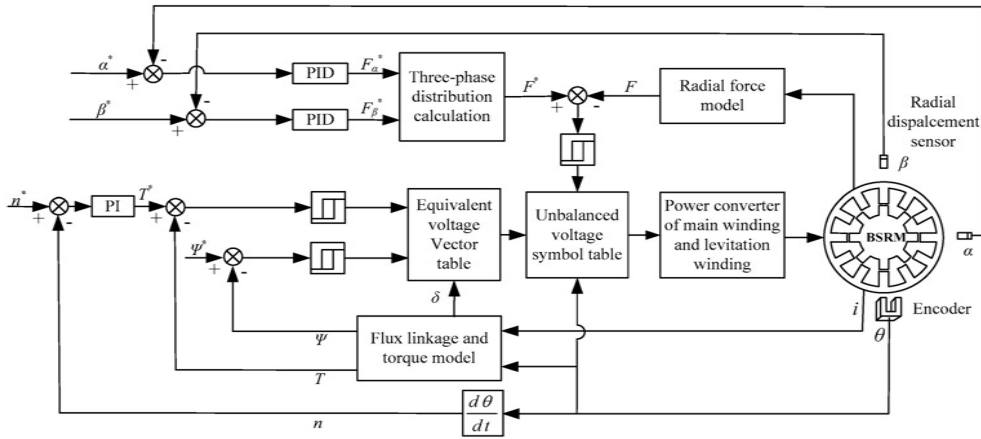 α*
-
+
PID
Fα*
Three-phase
distribution
calculation
F*
+
-
F
Radial force
model
Radial
dispalcement
sensor
β
β*
-
+
PID
Fβ*
n*
+
-
PI
T*
+
-
Equivalent
voltage
Vector
table
Unbalanced
voltage
symbol table
Power converter
of main winding
and levitation
winding
BSRM
α
Ψ*
+
-
δ
i
Encoder
θ
Ψ
Flux linkage and
torque model
T
n
dθ
dt